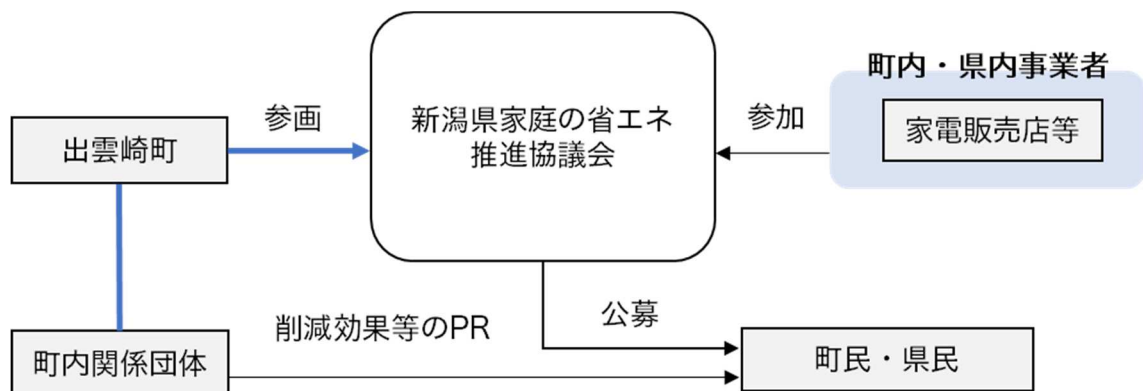 町内・県内事業者
参画
新潟県家庭の省エネ
推進協議会
参加
家電販売店等
出雲崎町
削減効果等のPR
公募
町内関係団体
町民・県民